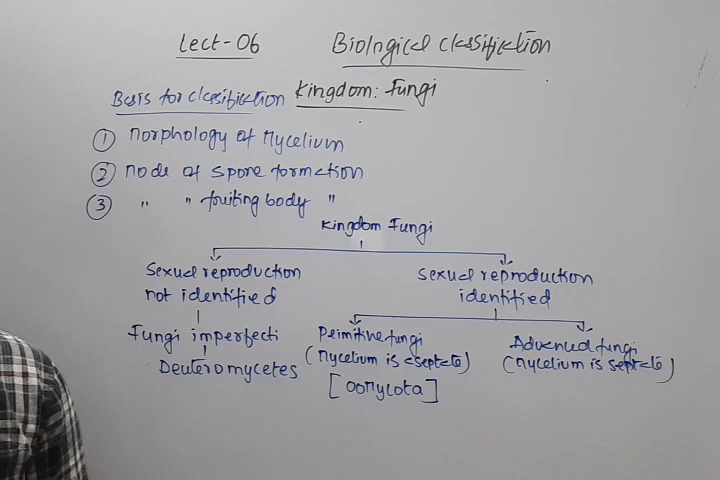 Lect-06 Biological classification
Basis for classification Kingdom: Fungi
① Morphology of Mycelium
② Mode of spore formation
③ " " fruiting body "
Kingdom Fungi
Sexual reproduction not identified
Sexual reproduction identified
Fungi imperfecti
Deuteromycetes
Primitive fungi
(Mycelium is aseptate)
[Oomycota]
Advanced fungi
(Mycelium is septate)